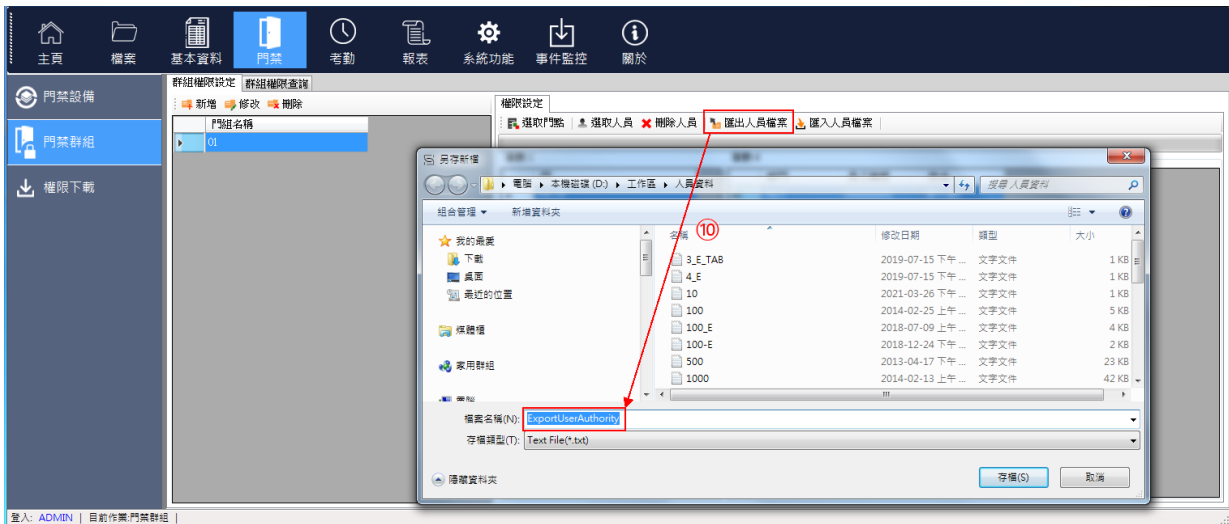 主頁 檔案 基本資料 門禁 考勤 報表 系統功能 事件監控 關於
門禁設備
門禁群組
權限下載
群組權限設定 群組權限查詢
新增 修改 刪除
門組名稱
01
權限設定
選取門點 選取人員 刪除人員 匯出人員檔案 匯入人員檔案
另存新檔
電腦 本機磁碟 (D:) 工作區 人員資料 搜尋 人員資料
組合管理 新增資料夾
我的最愛
下載
桌面
最近的位置
媒體櫃
家用群組
電腦
⑩
名稱 修改日期 類型 大小
3_E_TAB 2019-07-15 下午 ... 文字文件 1 KB
4_E 2019-07-15 下午 ... 文字文件 1 KB
10 2021-03-26 下午 ... 文字文件 1 KB
100 2014-02-25 上午 ... 文字文件 5 KB
100_E 2018-07-09 上午 ... 文字文件 4 KB
100-E 2018-12-24 下午 ... 文字文件 2 KB
500 2013-04-17 下午 ... 文字文件 23 KB
1000 2014-02-13 上午 ... 文字文件 42 KB
檔案名稱(N): ExportUserAuthority
存檔類型(T): Text File(*.txt)
隱藏資料夾 存檔(S) 取消
登入: ADMIN | 目前作業:門禁群組 |